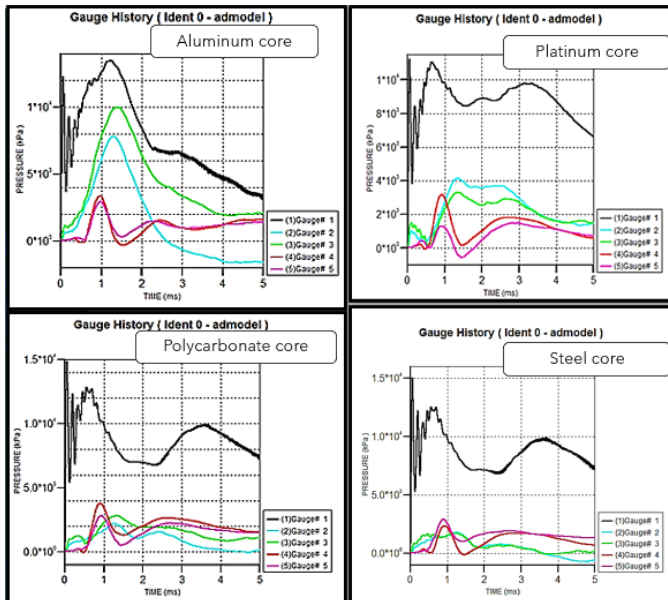 Gauge History ( Ident 0 - admodel )
Aluminum core
1*10⁴
5*10³
0*10⁰
PRESSURE (kPa)
0 1 2 3 4 5
TIME (ms)
(1)Gauge# 1
(2)Gauge# 2
(3)Gauge# 3
(4)Gauge# 4
(5)Gauge# 5
Gauge History ( Ident 0 - admodel )
Platinum core
1*10⁴
8*10³
6*10³
4*10³
2*10³
0*10⁰
PRESSURE (kPa)
0 1 2 3 4 5
TIME (ms)
(1)Gauge# 1
(2)Gauge# 2
(3)Gauge# 3
(4)Gauge# 4
(5)Gauge# 5
Gauge History ( Ident 0 - admodel )
Polycarbonate core
1.5*10⁴
1.0*10⁴
5.0*10³
0.0*10⁰
PRESSURE (kPa)
0 1 2 3 4 5
TIME (ms)
(1)Gauge# 1
(2)Gauge# 2
(3)Gauge# 3
(4)Gauge# 4
(5)Gauge# 5
Gauge History ( Ident 0 - admodel )
Steel core
1.5*10⁴
1.0*10⁴
5.0*10³
0.0*10⁰
PRESSURE (kPa)
0 1 2 3 4 5
TIME (ms)
(1)Gauge# 1
(2)Gauge# 2
(3)Gauge# 3
(4)Gauge# 4
(5)Gauge# 5